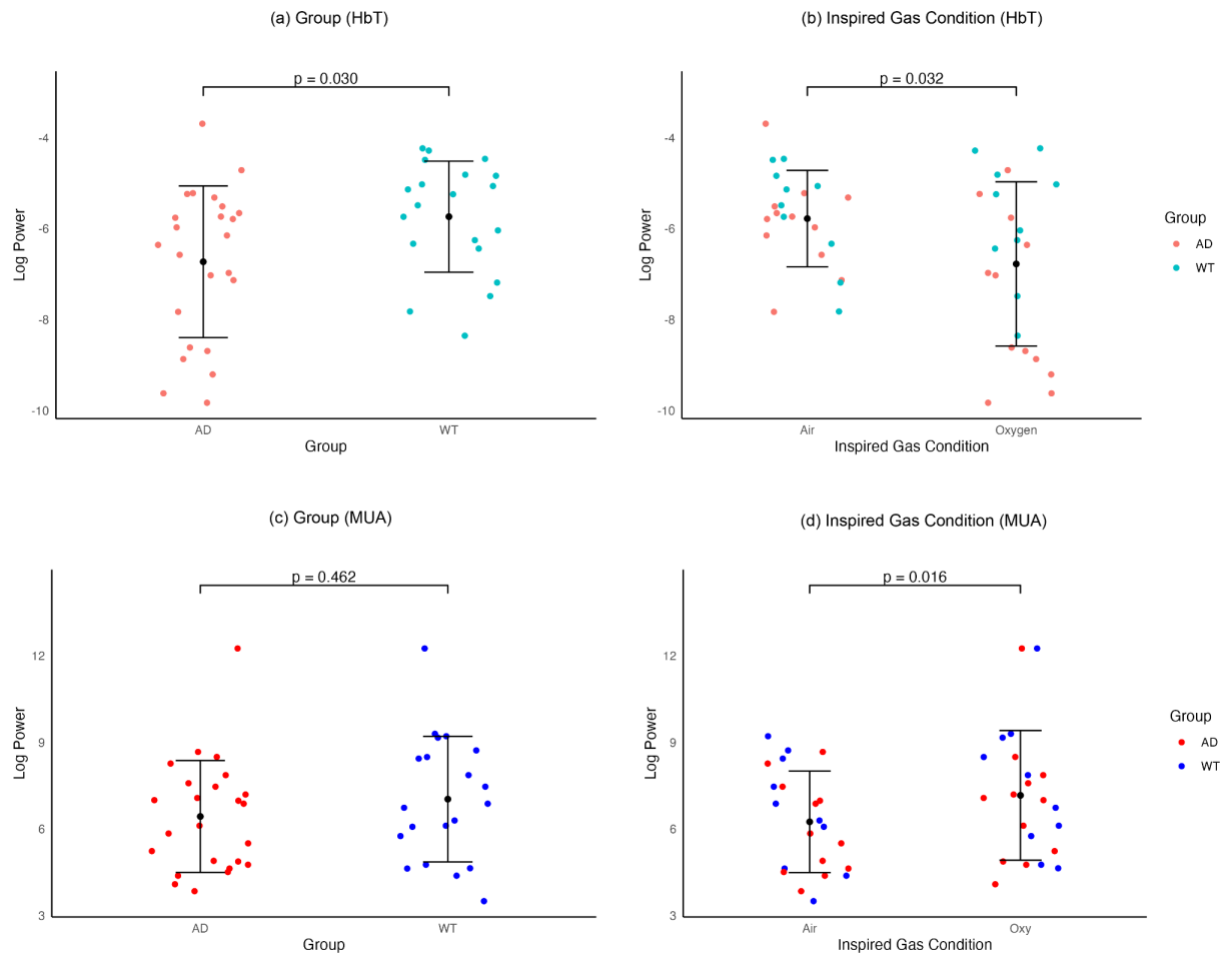 (a) Group (HbT)
(b) Inspired Gas Condition (HbT)
p = 0.030
p = 0.032
-4
-6
-8
-10
Log Power
AD
WT
Group
-4
-6
-8
-10
Log Power
Air
Oxygen
Inspired Gas Condition
Group
AD
WT
(c) Group (MUA)
(d) Inspired Gas Condition (MUA)
p = 0.462
p = 0.016
12
9
6
3
Log Power
AD
WT
Group
12
9
6
3
Log Power
Air
Oxy
Inspired Gas Condition
Group
AD
WT